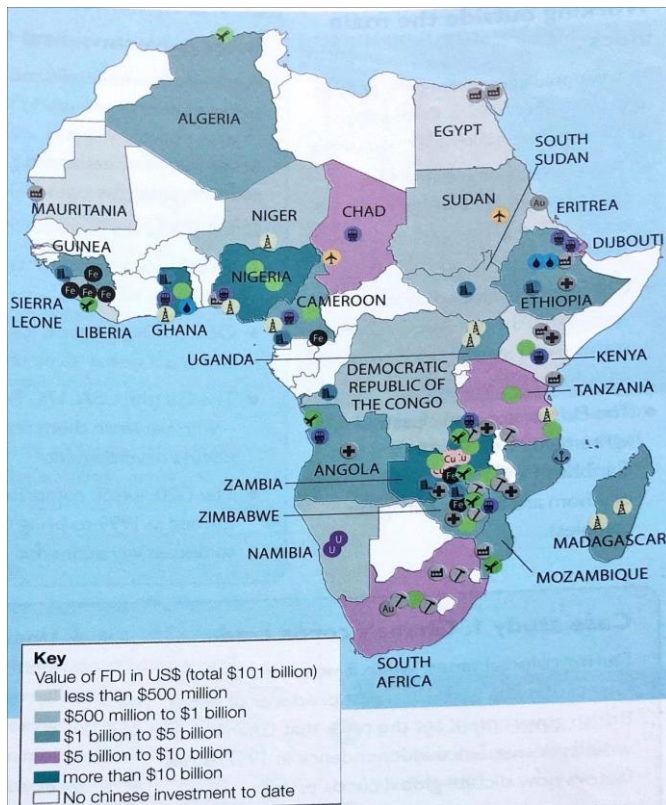 ALGERIA
EGYPT
SOUTH
SUDAN
MAURITANIA
NIGER
CHAD
SUDAN
Au
ERITREA
GUINEA
DJIBOUTI
Fe
Fe
Fe Fe Fe
NIGERIA
SIERRA
LEONE
LIBERIA
GHANA
CAMEROON
ETHIOPIA
Fe
UGANDA
DEMOCRATIC
REPUBLIC OF
THE CONGO
KENYA
TANZANIA
ANGOLA
Cu
ZAMBIA
Fe
ZIMBABWE
Fe
NAMIBIA
U
U
MADAGASCAR
MOZAMBIQUE
Au
SOUTH
AFRICA
Key
Value of FDI in US$ (total $101 billion)
less than $500 million
$500 million to $1 billion
$1 billion to $5 billion
$5 billion to $10 billion
more than $10 billion
No chinese investment to date